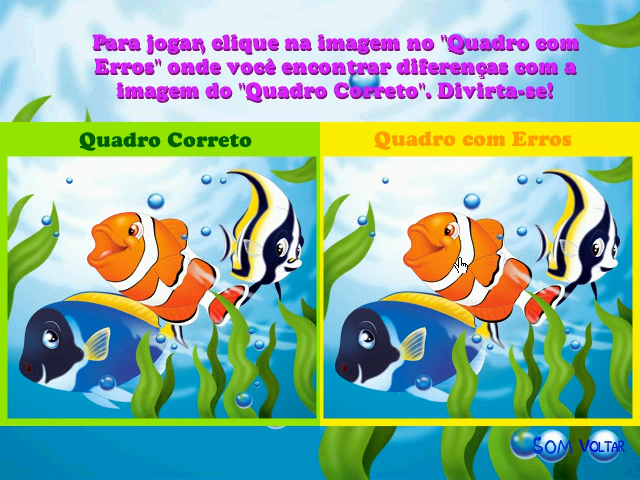 Para jogar, clique na imagem no "Quadro com
Erros" onde você encontrar diferenças com a
imagem do "Quadro Correto". Divirta-se!
Quadro Correto
Quadro com Erros
SOM VOLTAR